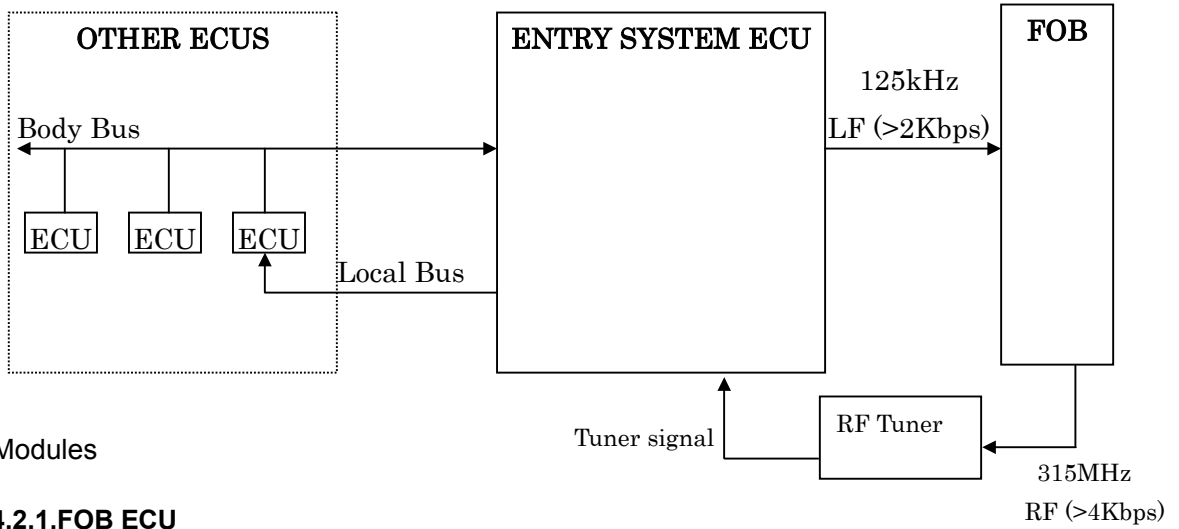 OTHER ECUS
ENTRY SYSTEM ECU
FOB
125kHz
LF (>2Kbps)
Body Bus
ECU
ECU
ECU
Local Bus
Tuner signal
RF Tuner
315MHz
RF (>4Kbps)
Modules
4.2.1.FOB ECU